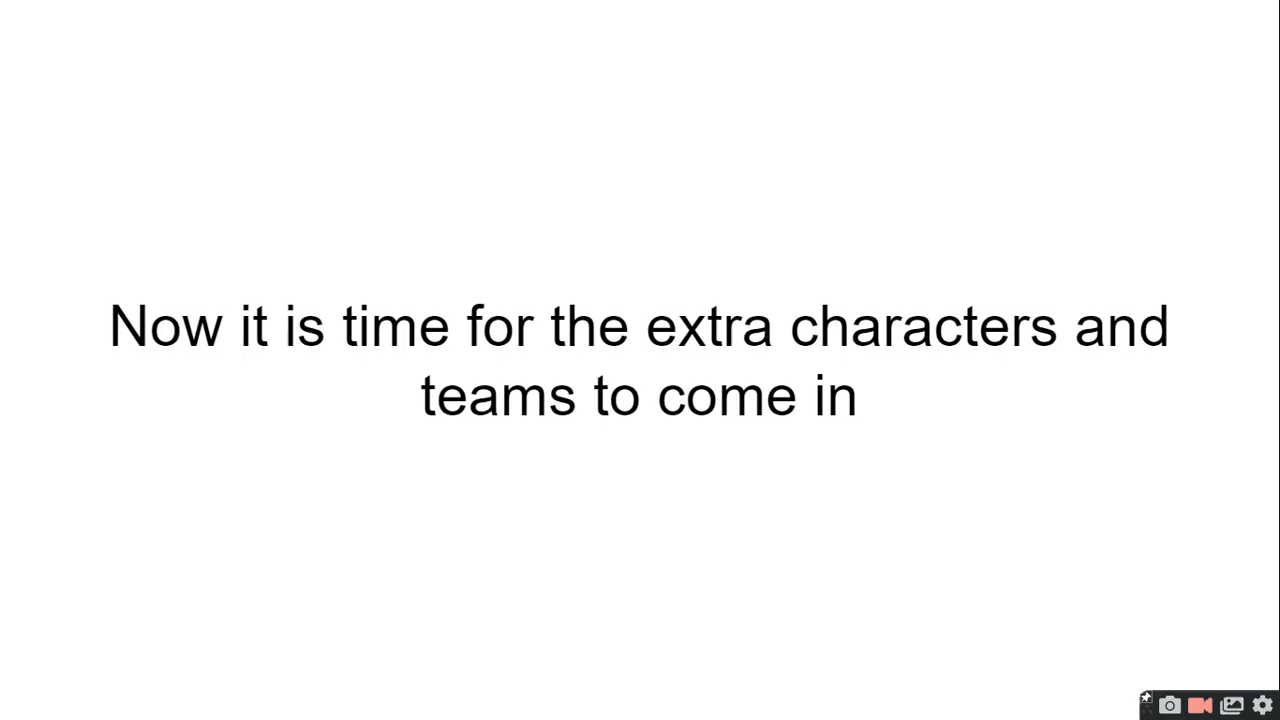 Now it is time for the extra characters and
teams to come in